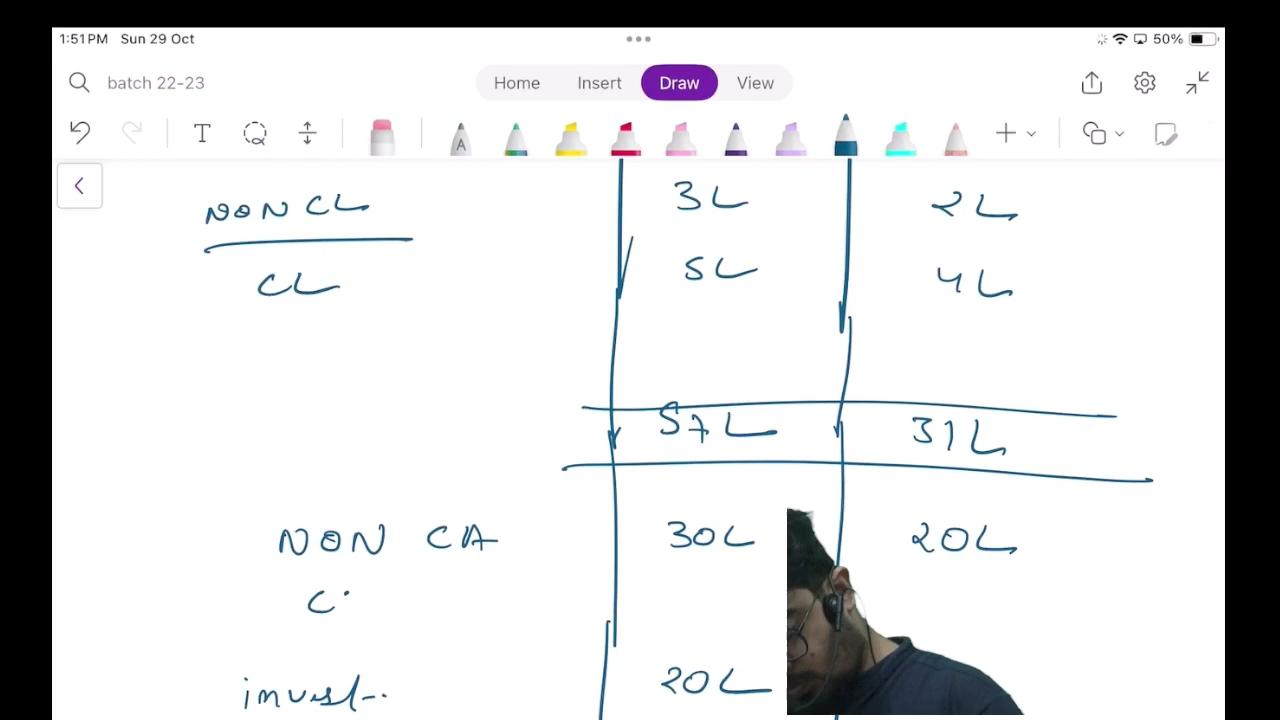 1:51 PM Sun 29 Oct 50%
batch 22-23 Home Insert Draw View
T A
NON CL 3L 2L
CL 5L 4L
57L 31L
NON CA 30L 20L
C
invest-- 20L